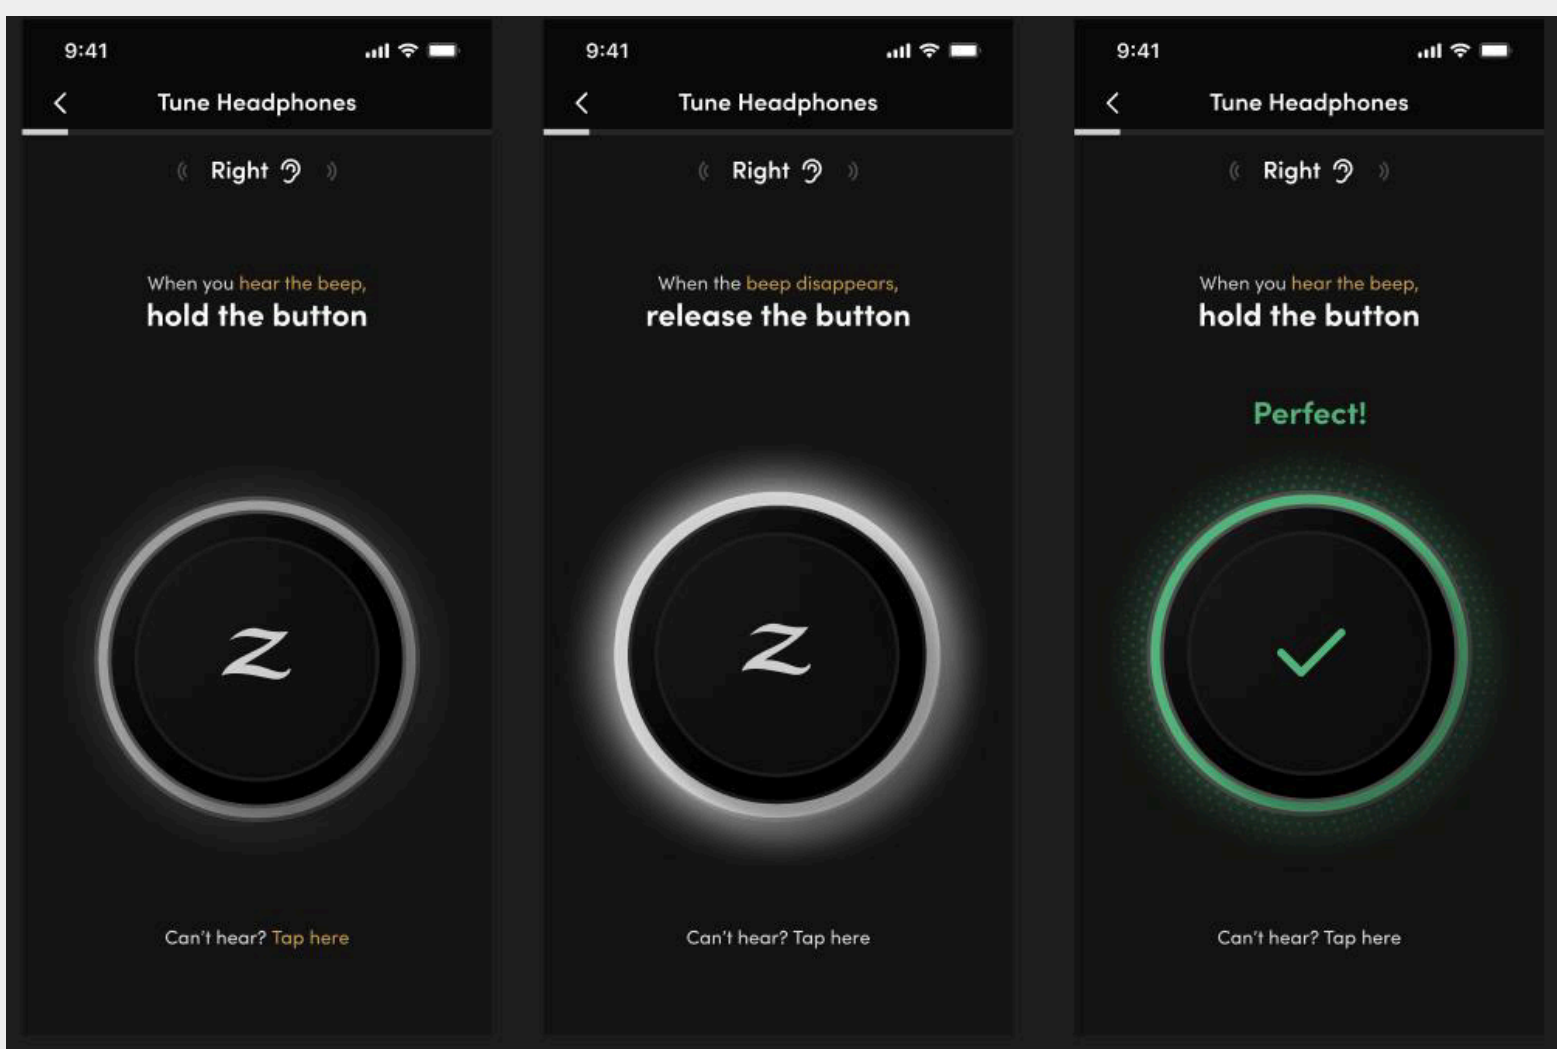 9:41
Tune Headphones
Right
When you hear the beep,
hold the button
Z
Can't hear? Tap here
9:41
Tune Headphones
Right
When the beep disappears,
release the button
Z
Can't hear? Tap here
9:41
Tune Headphones
Right
When you hear the beep,
hold the button
Perfect!
Can't hear? Tap here